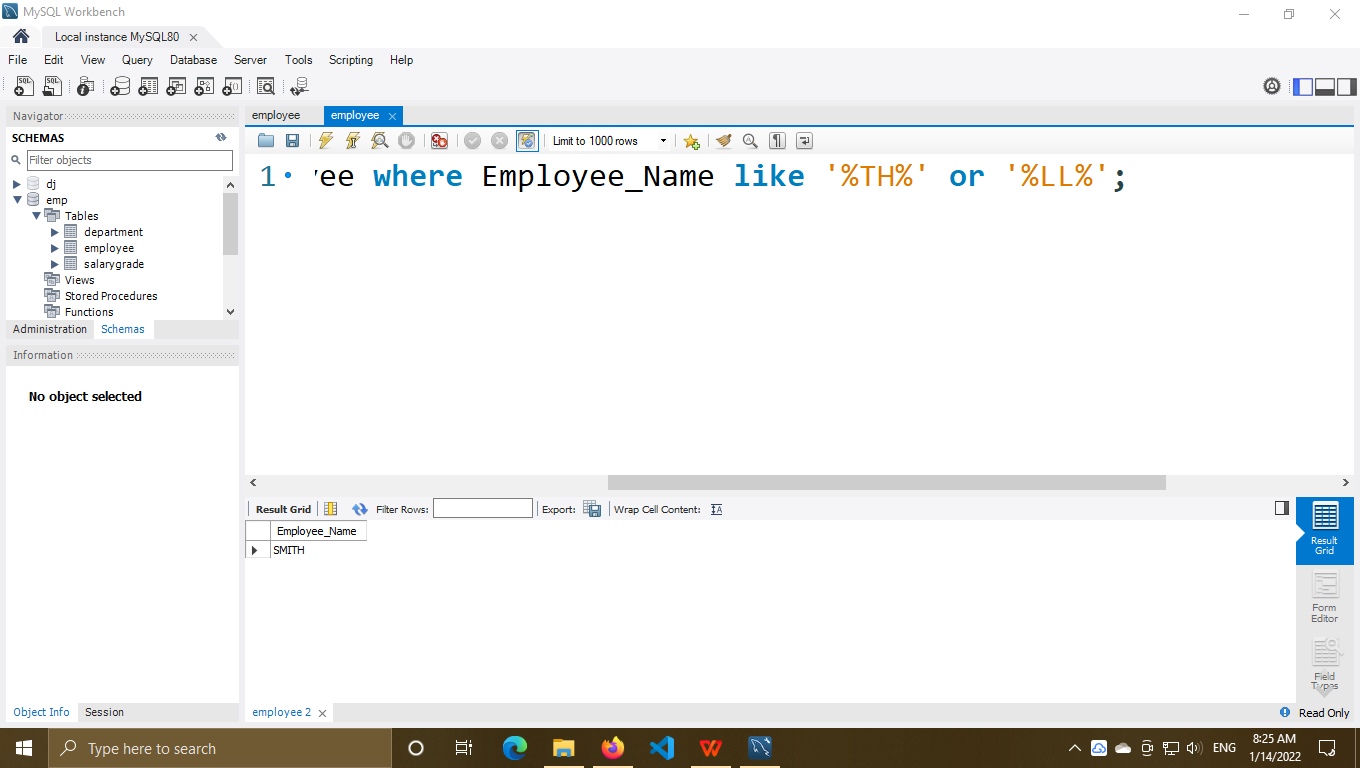 MySQL Workbench
Local instance MySQL80
File Edit View Query Database Server Tools Scripting Help
Navigator
SCHEMAS
Filter objects
dj
emp
Tables
department
employee
salarygrade
Views
Stored Procedures
Functions
Administration Schemas
Information
No object selected
Object Info Session
employee employee
Limit to 1000 rows
1 yee where Employee_Name like '%TH%' or '%LL%';
Result Grid Filter Rows: Export: Wrap Cell Content:
Employee_Name
SMITH
Result
Grid
Form
Editor
Field
Types
employee 2
Read Only
Type here to search
ENG
8:25 AM
1/14/2022